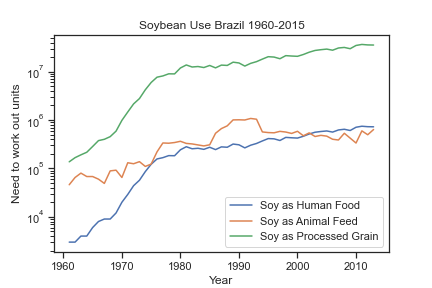 Soybean Use Brazil 1960-2015
Need to work out units
10^7
10^6
10^5
10^4
Soy as Human Food
Soy as Animal Feed
Soy as Processed Grain
1960 1970 1980 1990 2000 2010
Year